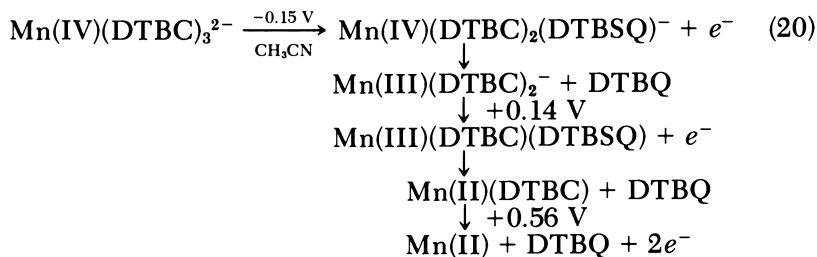 Mn(IV)(DTBC)₃²⁻ —−0.15 V / CH₃CN→ Mn(IV)(DTBC)₂(DTBSQ)⁻ + e⁻ (20)
↓
Mn(III)(DTBC)₂⁻ + DTBQ
↓ +0.14 V
Mn(III)(DTBC)(DTBSQ) + e⁻
↓
Mn(II)(DTBC) + DTBQ
↓ +0.56 V
Mn(II) + DTBQ + 2e⁻